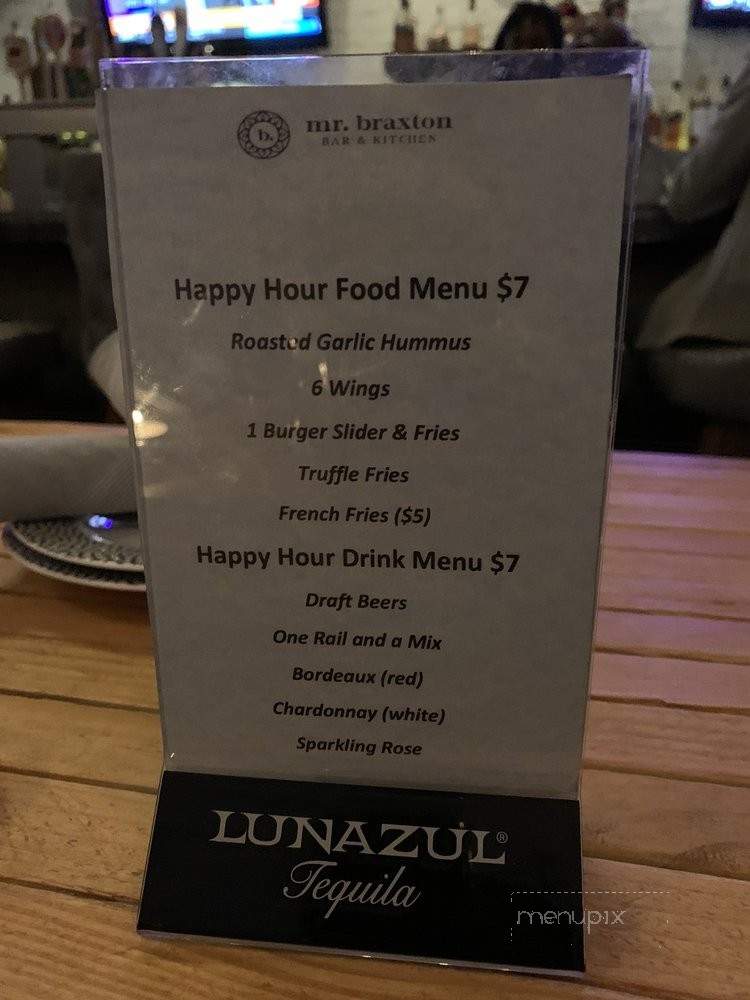 b.
mr. braxton
BAR & KITCHEN
Happy Hour Food Menu $7
Roasted Garlic Hummus
6 Wings
1 Burger Slider & Fries
Truffle Fries
French Fries ($5)
Happy Hour Drink Menu $7
Draft Beers
One Rail and a Mix
Bordeaux (red)
Chardonnay (white)
Sparkling Rose
LUNAZUL®
Tequila
menupix